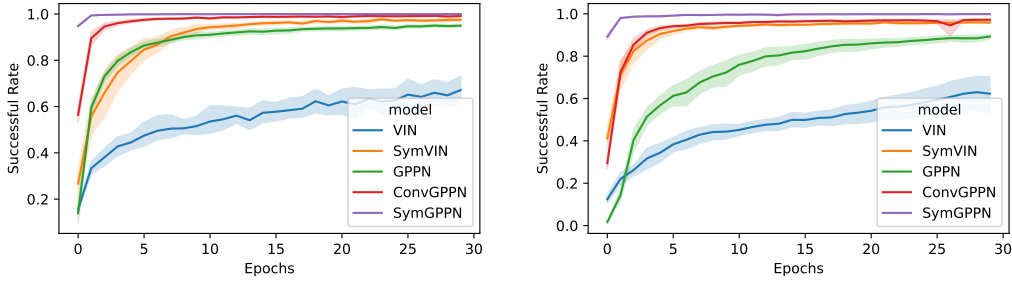 1.0
0.8
0.6
0.4
0.2
Successful Rate
0
5
10
15
20
25
30
Epochs
model
VIN
SymVIN
GPPN
ConvGPPN
SymGPPN
1.0
0.8
0.6
0.4
0.2
0.0
Successful Rate
0
5
10
15
20
25
30
Epochs
model
VIN
SymVIN
GPPN
ConvGPPN
SymGPPN